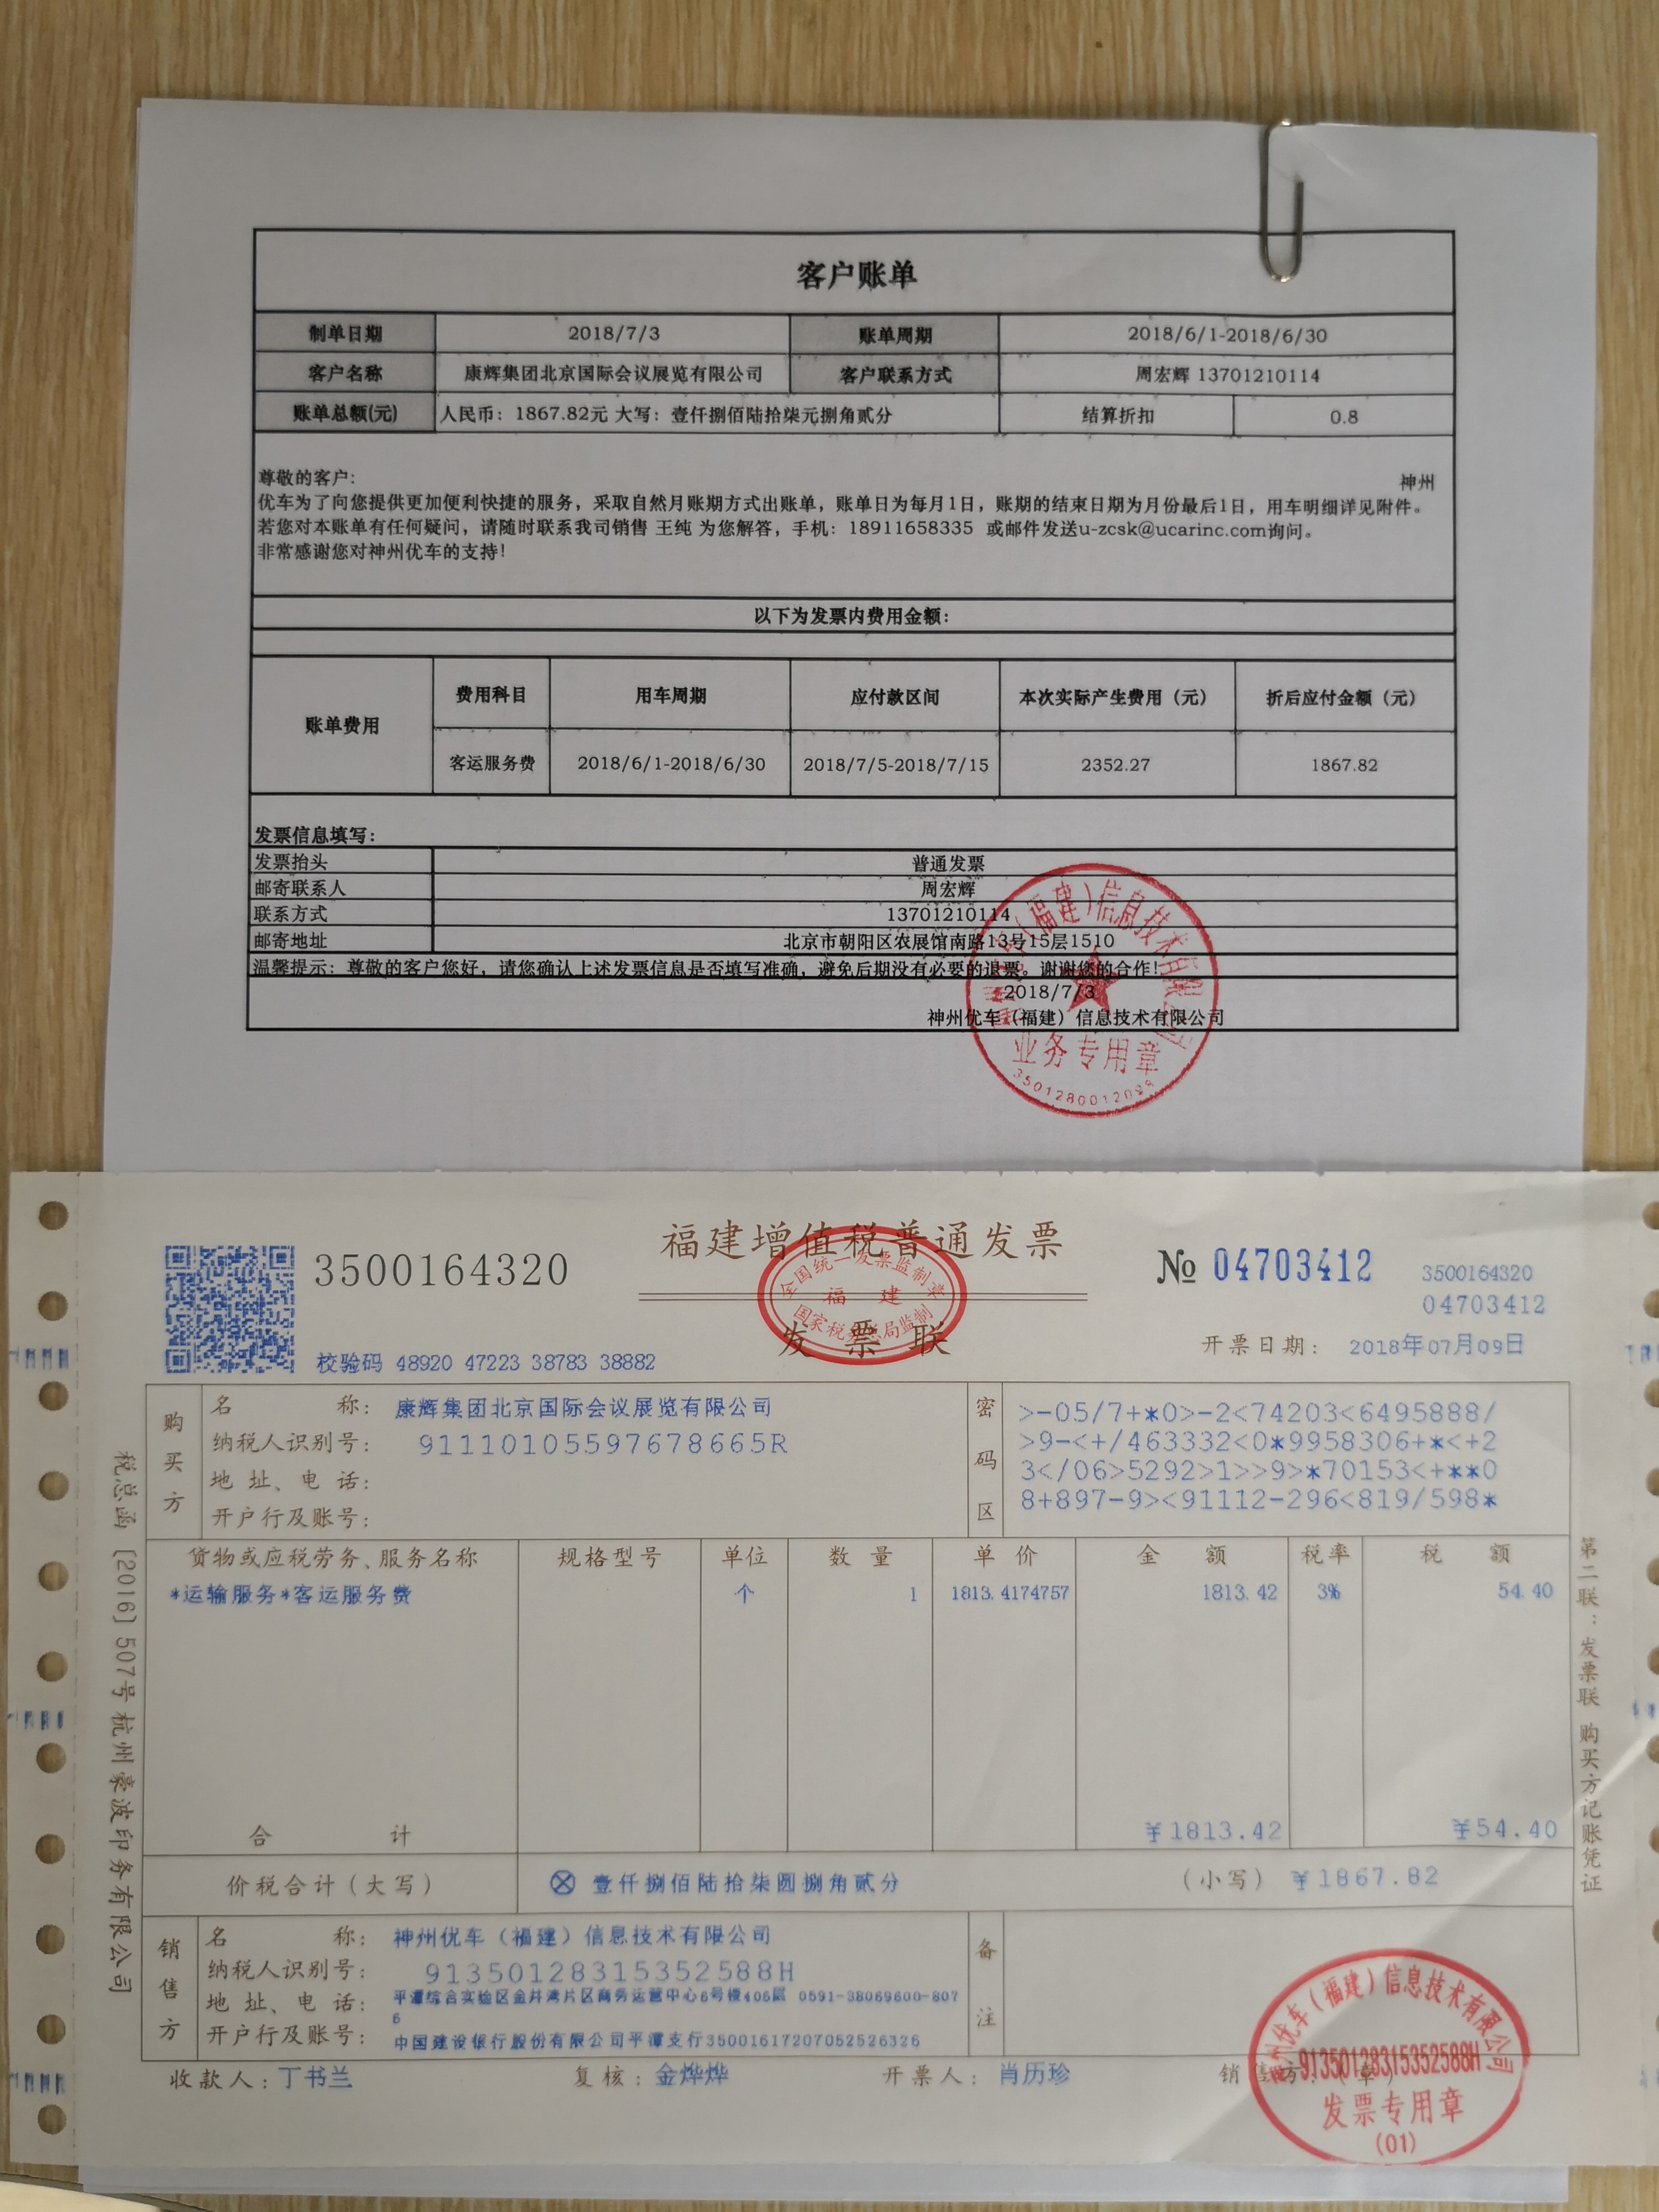 客户账单
制单日期 2018/7/3 账单周期 2018/6/1-2018/6/30
客户名称 康辉集团北京国际会议展览有限公司 客户联系方式 周宏辉 13701210114
账单总额(元) 人民币：1867.82元 大写：壹仟捌佰陆拾柒元捌角贰分 结算折扣 0.8
尊敬的客户： 神州
优车为了向您提供更加便利快捷的服务，采取自然月账期方式出账单，账单日为每月1日，账期的结束日期为月份最后1日，用车明细详见附件。
若您对本账单有任何疑问，请随时联系我司销售 王纯 为您解答，手机：18911658335 或邮件发送u-zcsk@ucarinc.com询问。
非常感谢您对神州优车的支持！
以下为发票内费用金额：
账单费用 费用科目 用车周期 应付款区间 本次实际产生费用（元） 折后应付金额（元）
客运服务费 2018/6/1-2018/6/30 2018/7/5-2018/7/15 2352.27 1867.82
发票信息填写：
发票抬头 普通发票
邮寄联系人 周宏辉
联系方式 13701210114
邮寄地址 北京市朝阳区农展馆南路13号15层1510
温馨提示：尊敬的客户您好，请您确认上述发票信息是否填写准确，避免后期没有必要的退票。谢谢您的合作！
2018/7/3
神州优车（福建）信息技术有限公司
业务专用章
福建增值税普通发票
3500164320
№ 04703412
3500164320
04703412
全国统一发票监制章
福建
发票联
校验码 48920 47223 38783 38882
开票日期： 2018年07月09日
购买方
名称： 康辉集团北京国际会议展览有限公司
纳税人识别号： 91110105597678665R
地址、电话：
开户行及账号：
密码区
>-05/7+*0>-2<74203<6495888/
>9-<+/463332<0*9958306+*<+2
3</06>5292>1>>9>*70153<+**0
8+897-9><91112-296<819/598*
货物或应税劳务、服务名称 规格型号 单位 数量 单价 金额 税率 税额
*运输服务*客运服务费 个 1 1813.4174757 1813.42 3% 54.40
合计 ￥1813.42 ￥54.40
价税合计（大写） ⊗ 壹仟捌佰陆拾柒圆捌角贰分 （小写）￥1867.82
销售方
名称： 神州优车（福建）信息技术有限公司
纳税人识别号： 91350128315352588H
地址、电话： 平潭综合实验区金井湾片区商务运营中心6号楼405层 0591-38069600-807
6
开户行及账号： 中国建设银行股份有限公司平潭支行35001617207052526326
备注
收款人：丁书兰 复核：金烨烨 开票人：肖历珍 销售方：（章）
神州优车（福建）信息技术有限公司
91350128315352588H
发票专用章
(01)
税总函［2016］507号杭州豪波印务有限公司
第二联：发票联 购买方记账凭证